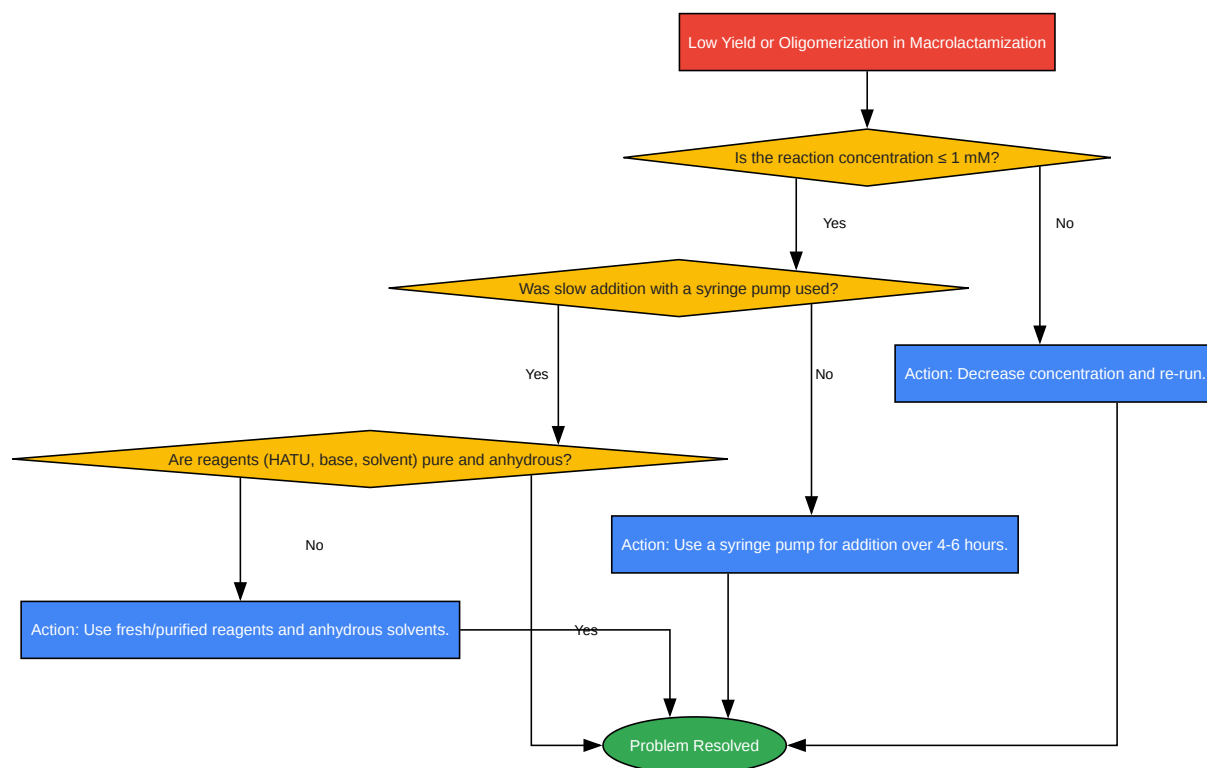 Low Yield or Oligomerization in Macrolactamization
Is the reaction concentration ≤ 1 mM?
Yes
No
Was slow addition with a syringe pump used?
Yes
No
Action: Decrease concentration and re-run.
Are reagents (HATU, base, solvent) pure and anhydrous?
No
Action: Use a syringe pump for addition over 4-6 hours.
Action: Use fresh/purified reagents and anhydrous solvents.
Yes
Problem Resolved